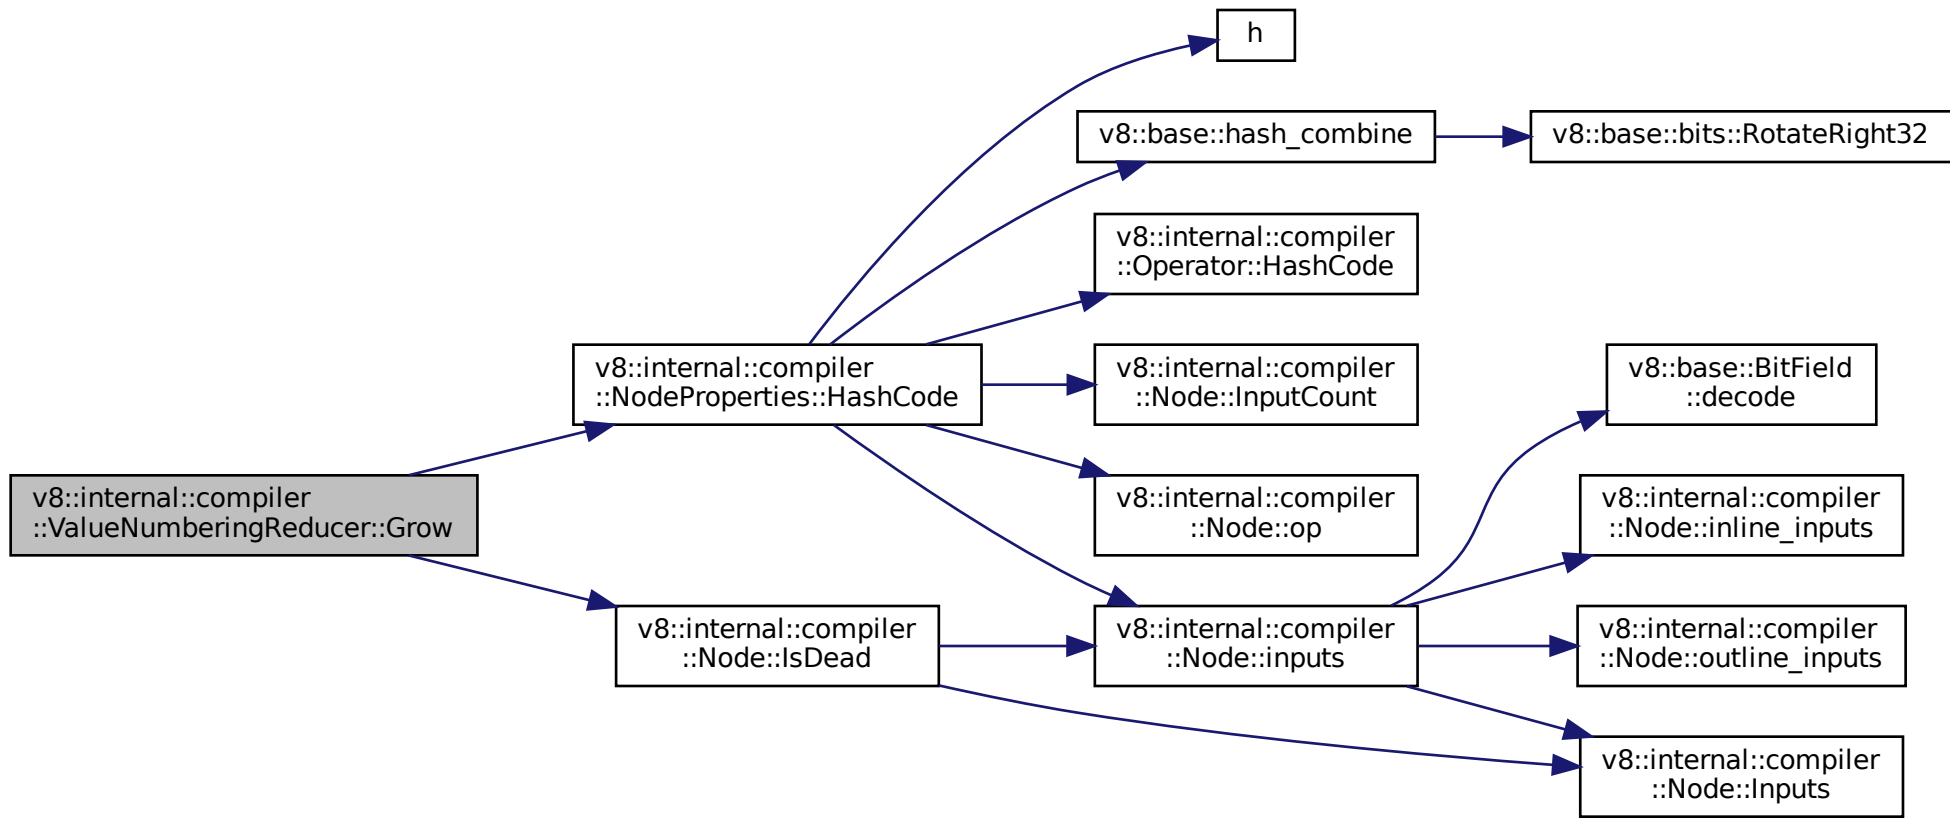 h
v8::base::hash_combine
v8::base::bits::RotateRight32
v8::internal::compiler
::Operator::HashCode
v8::internal::compiler
::NodeProperties::HashCode
v8::internal::compiler
::Node::InputCount
v8::base::BitField
::decode
v8::internal::compiler
::ValueNumberingReducer::Grow
v8::internal::compiler
::Node::op
v8::internal::compiler
::Node::inline_inputs
v8::internal::compiler
::Node::IsDead
v8::internal::compiler
::Node::inputs
v8::internal::compiler
::Node::outline_inputs
v8::internal::compiler
::Node::Inputs